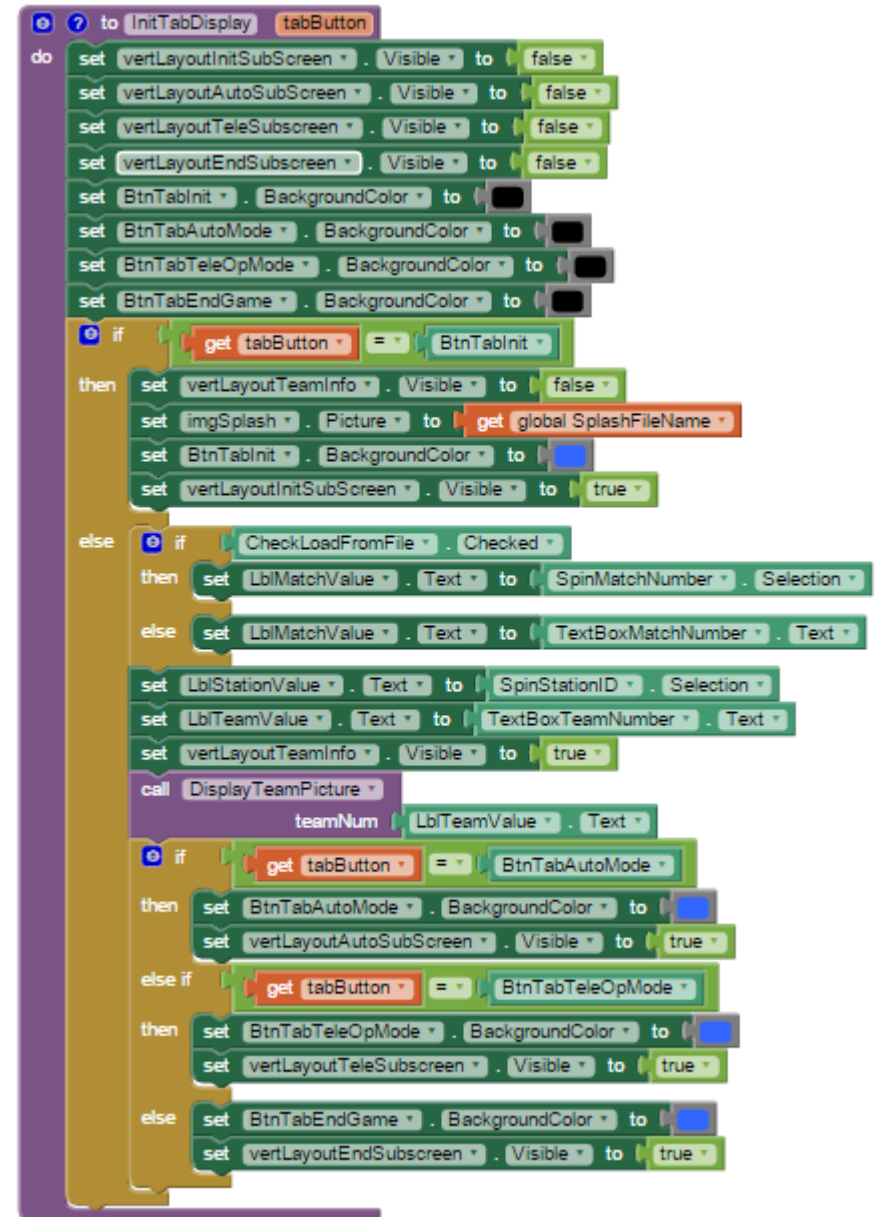 ? to InitTabDisplay tabButton
do set vertLayoutInitSubScreen . Visible to false
set vertLayoutAutoSubScreen . Visible to false
set vertLayoutTeleSubscreen . Visible to false
set vertLayoutEndSubscreen . Visible to false
set BtnTabInit . BackgroundColor to
set BtnTabAutoMode . BackgroundColor to
set BtnTabTeleOpMode . BackgroundColor to
set BtnTabEndGame . BackgroundColor to
if get tabButton = BtnTabInit
then set vertLayoutTeamInfo . Visible to false
set imgSplash . Picture to get global SplashFileName
set BtnTabInit . BackgroundColor to
set vertLayoutInitSubScreen . Visible to true
else if CheckLoadFromFile . Checked
then set LblMatchValue . Text to SpinMatchNumber . Selection
else set LblMatchValue . Text to TextBoxMatchNumber . Text
set LblStationValue . Text to SpinStationID . Selection
set LblTeamValue . Text to TextBoxTeamNumber . Text
set vertLayoutTeamInfo . Visible to true
call DisplayTeamPicture
teamNum LblTeamValue . Text
if get tabButton = BtnTabAutoMode
then set BtnTabAutoMode . BackgroundColor to
set vertLayoutAutoSubScreen . Visible to true
else if get tabButton = BtnTabTeleOpMode
then set BtnTabTeleOpMode . BackgroundColor to
set vertLayoutTeleSubscreen . Visible to true
else set BtnTabEndGame . BackgroundColor to
set vertLayoutEndSubscreen . Visible to true